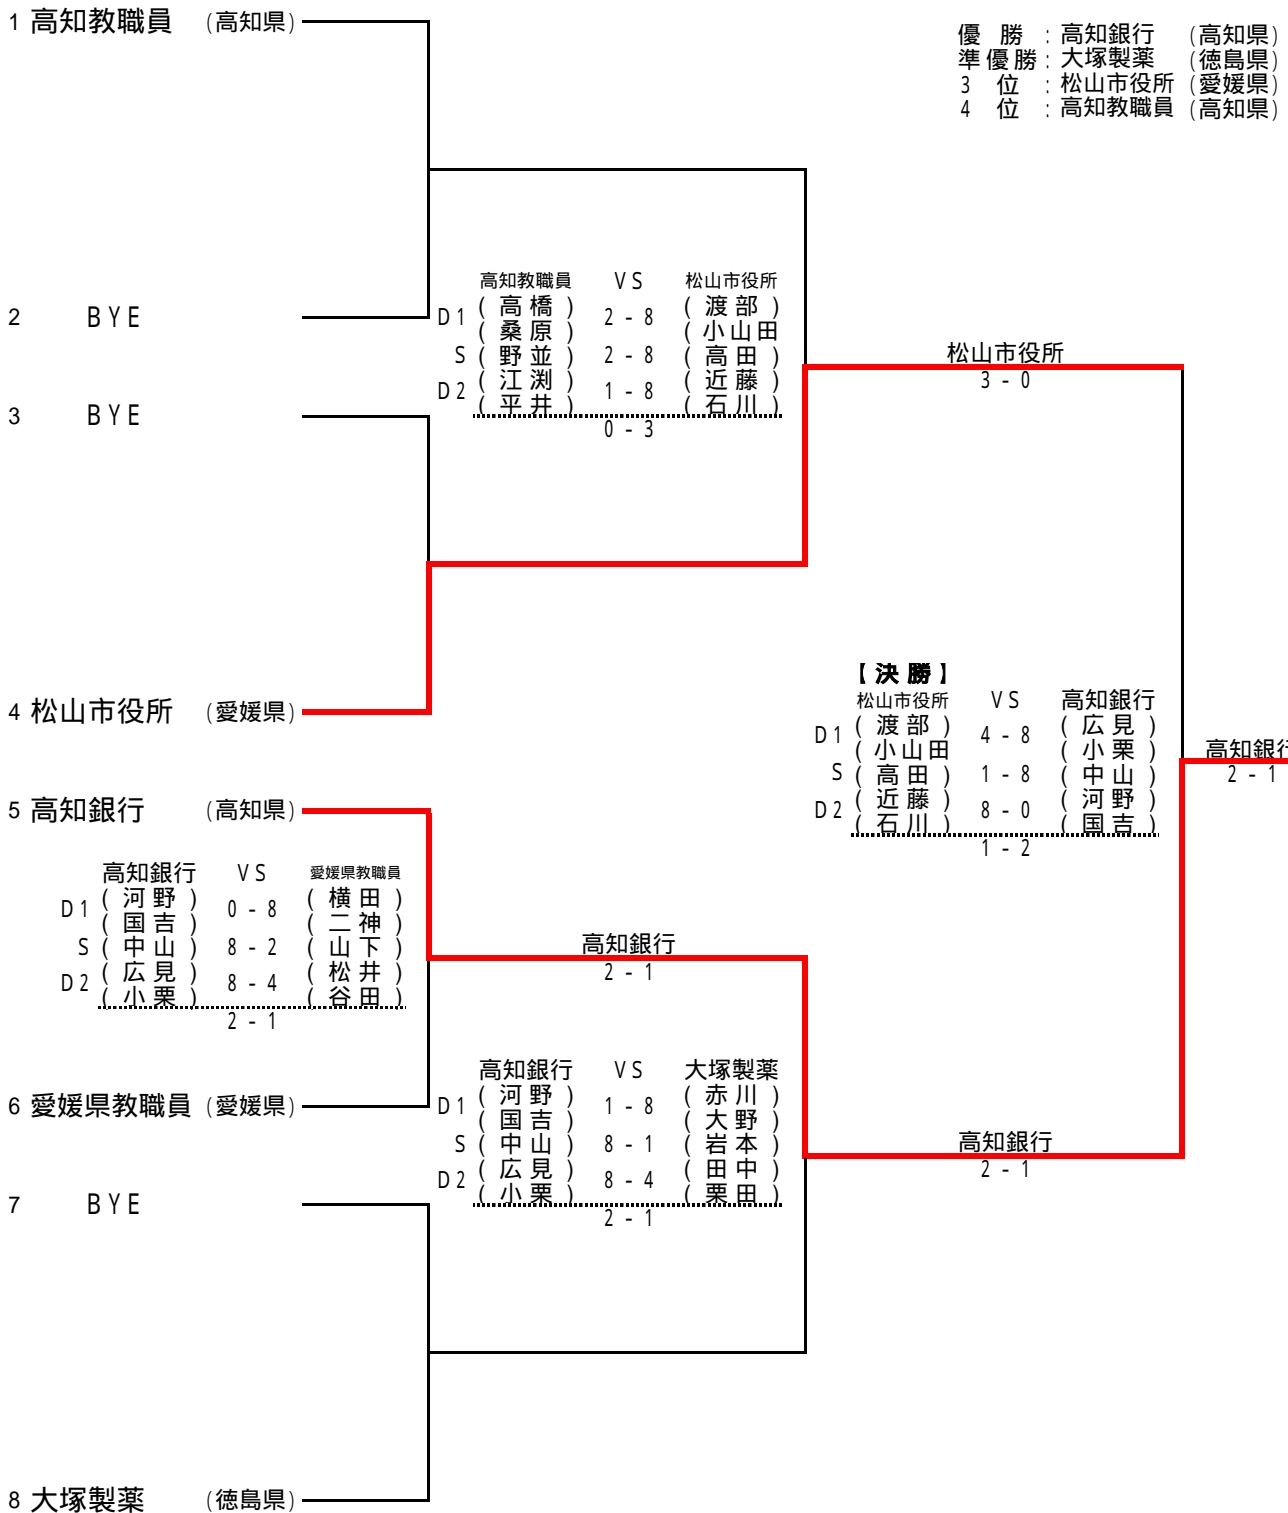 1 高知教職員 (高知県)
優 勝 : 高知銀行 (高知県)
準優勝 : 大塚製薬 (徳島県)
3 位 : 松山市役所 (愛媛県)
4 位 : 高知教職員 (高知県)
高知教職員 VS 松山市役所
D1 (高橋) 2-8 (渡部)
(桑原) (小山田
S (野並) 2-8 (高田)
D2 (江渕) 1-8 (近藤)
(平井) (石川)
0-3
2 BYE
松山市役所
3-0
3 BYE
4 松山市役所 (愛媛県)
【決勝】
松山市役所 VS 高知銀行
D1 (渡部) 4-8 (広見)
(小山田 (小栗)
S (高田) 1-8 (中山)
D2 (近藤) 8-0 (河野)
(石川) (国吉)
1-2
高知銀行
2-1
5 高知銀行 (高知県)
高知銀行 VS 愛媛県教職員
D1 (河野) 0-8 (横田)
(国吉) (二神)
S (中山) 8-2 (山下)
D2 (広見) 8-4 (松井)
(小栗) (谷田)
2-1
高知銀行
2-1
6 愛媛県教職員 (愛媛県)
高知銀行 VS 大塚製薬
D1 (河野) 1-8 (赤川)
(国吉) (大野)
S (中山) 8-1 (岩本)
D2 (広見) 8-4 (田中)
(小栗) (栗田)
2-1
高知銀行
2-1
7 BYE
8 大塚製薬 (徳島県)